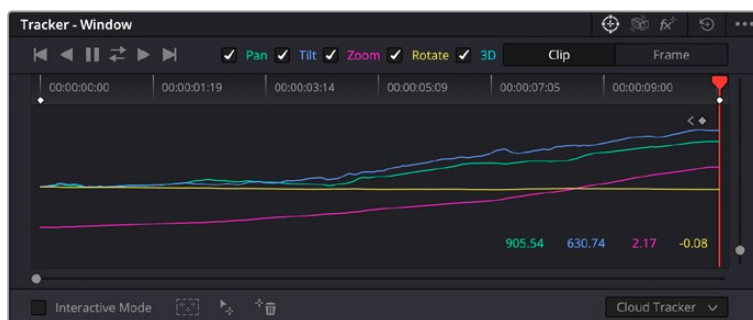 Tracker - Window
Pan Tilt Zoom Rotate 3D Clip Frame
00:00:00:00 00:00:01:19 00:00:03:14 00:00:05:09 00:00:07:05 00:00:09:00
905.54 630.74 2.17 -0.08
Interactive Mode Cloud Tracker